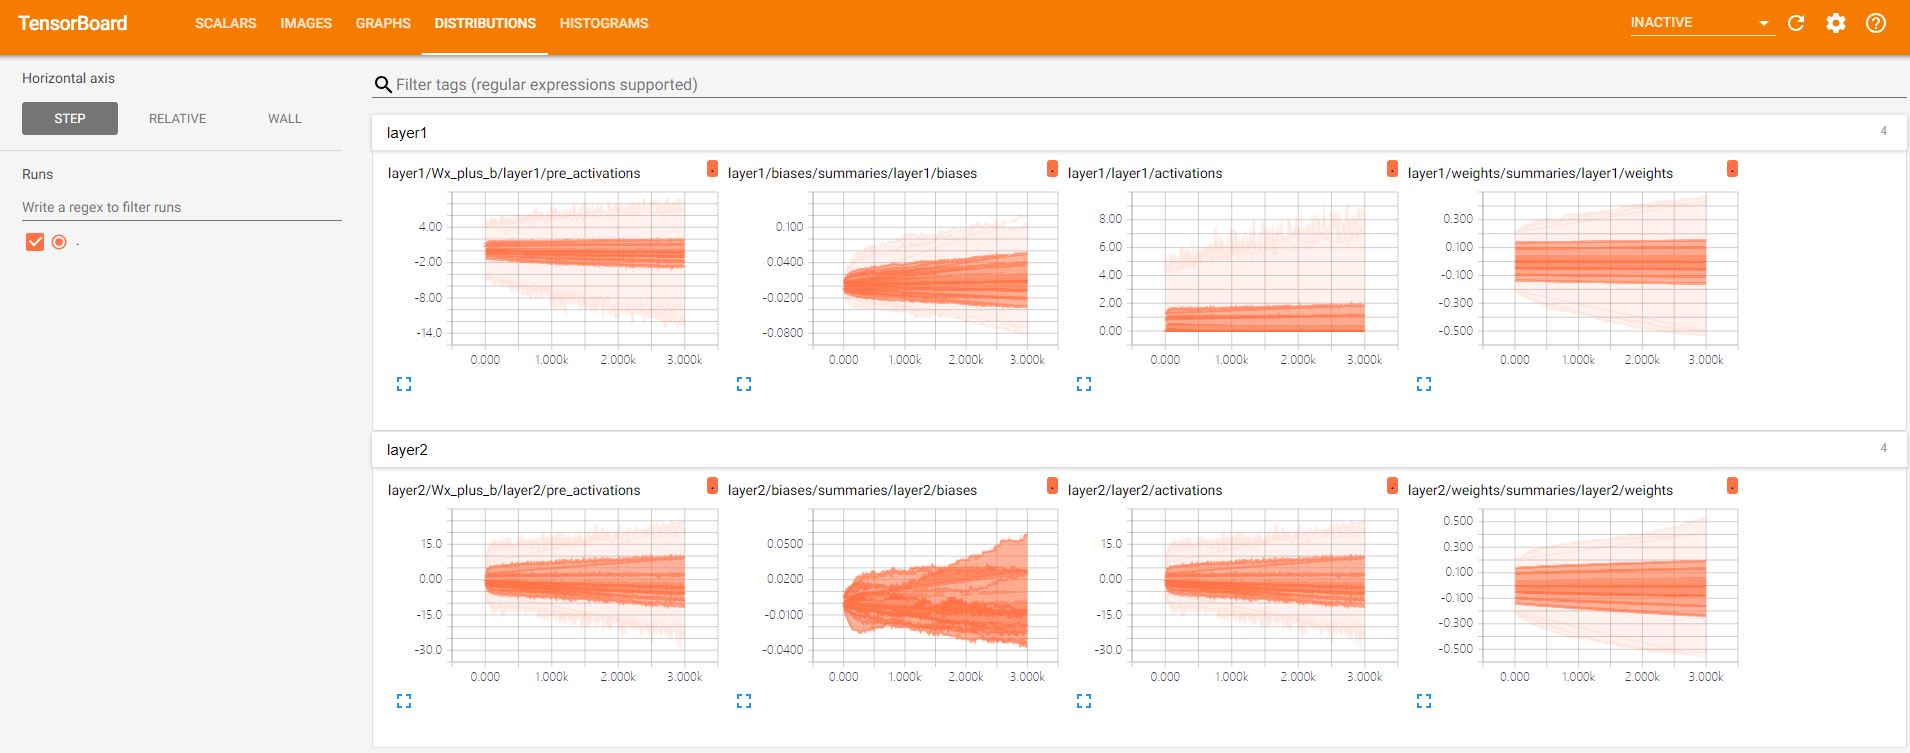 TensorBoard SCALARS IMAGES GRAPHS DISTRIBUTIONS HISTOGRAMS INACTIVE
Horizontal axis
STEP RELATIVE WALL
Runs
Write a regex to filter runs
.
Filter tags (regular expressions supported)
layer1 4
layer1/Wx_plus_b/layer1/pre_activations .
4.00
-2.00
-8.00
-14.0
0.000 1.000k 2.000k 3.000k
layer1/biases/summaries/layer1/biases .
0.100
0.0400
-0.0200
-0.0800
0.000 1.000k 2.000k 3.000k
layer1/layer1/activations .
8.00
6.00
4.00
2.00
0.00
0.000 1.000k 2.000k 3.000k
layer1/weights/summaries/layer1/weights .
0.300
0.100
-0.100
-0.300
-0.500
0.000 1.000k 2.000k 3.000k
layer2 4
layer2/Wx_plus_b/layer2/pre_activations .
15.0
0.00
-15.0
-30.0
0.000 1.000k 2.000k 3.000k
layer2/biases/summaries/layer2/biases .
0.0500
0.0200
-0.0100
-0.0400
0.000 1.000k 2.000k 3.000k
layer2/layer2/activations .
15.0
0.00
-15.0
-30.0
0.000 1.000k 2.000k 3.000k
layer2/weights/summaries/layer2/weights .
0.500
0.300
0.100
-0.100
-0.300
-0.500
0.000 1.000k 2.000k 3.000k